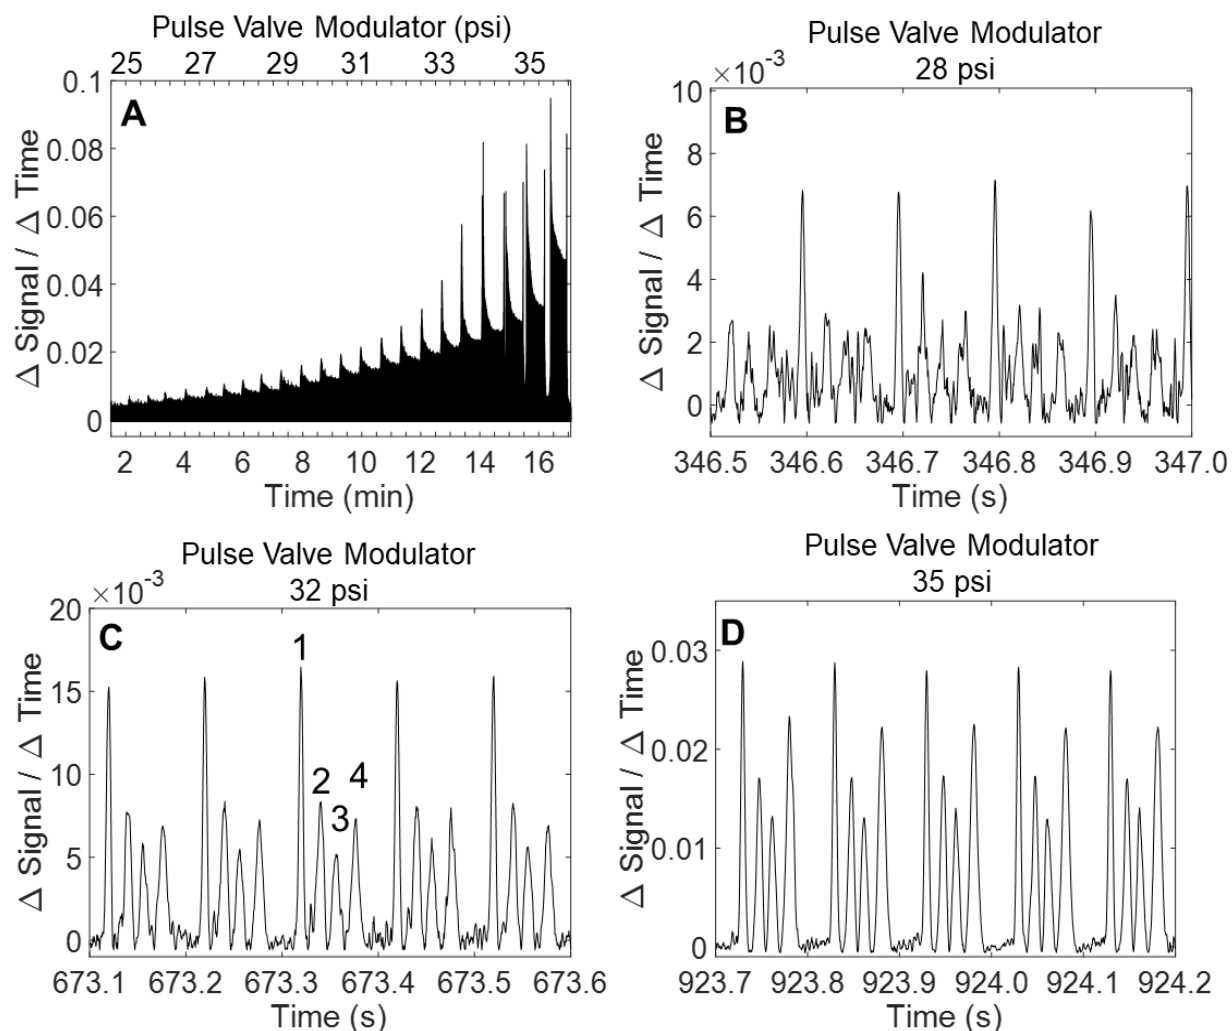 Pulse Valve Modulator (psi)
25 27 29 31 33 35
A
Δ Signal / Δ Time
0.1
0.08
0.06
0.04
0.02
0
2 4 6 8 10 12 14 16
Time (min)
Pulse Valve Modulator
28 psi
×10⁻³
B
Δ Signal / Δ Time
10
8
6
4
2
0
346.5 346.6 346.7 346.8 346.9 347.0
Time (s)
Pulse Valve Modulator
32 psi
×10⁻³
C
Δ Signal / Δ Time
20
15
10
5
0
1
2
3
4
673.1 673.2 673.3 673.4 673.5 673.6
Time (s)
Pulse Valve Modulator
35 psi
D
Δ Signal / Δ Time
0.03
0.02
0.01
0
923.7 923.8 923.9 924.0 924.1 924.2
Time (s)